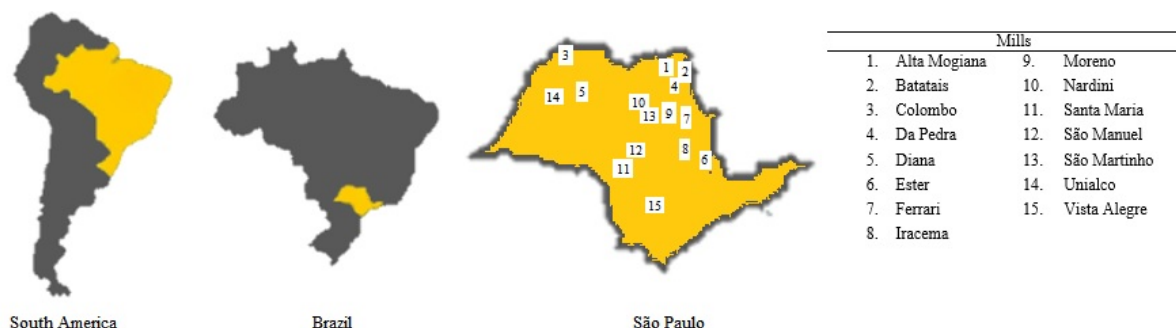 3
1
2
4
14
5
10
13
9
7
12
8
6
11
15
South America
Brazil
São Paulo
Mills
1. Alta Mogiana 9. Moreno
2. Batatais 10. Nardini
3. Colombo 11. Santa Maria
4. Da Pedra 12. São Manuel
5. Diana 13. São Martinho
6. Ester 14. Unialco
7. Ferrari 15. Vista Alegre
8. Iracema